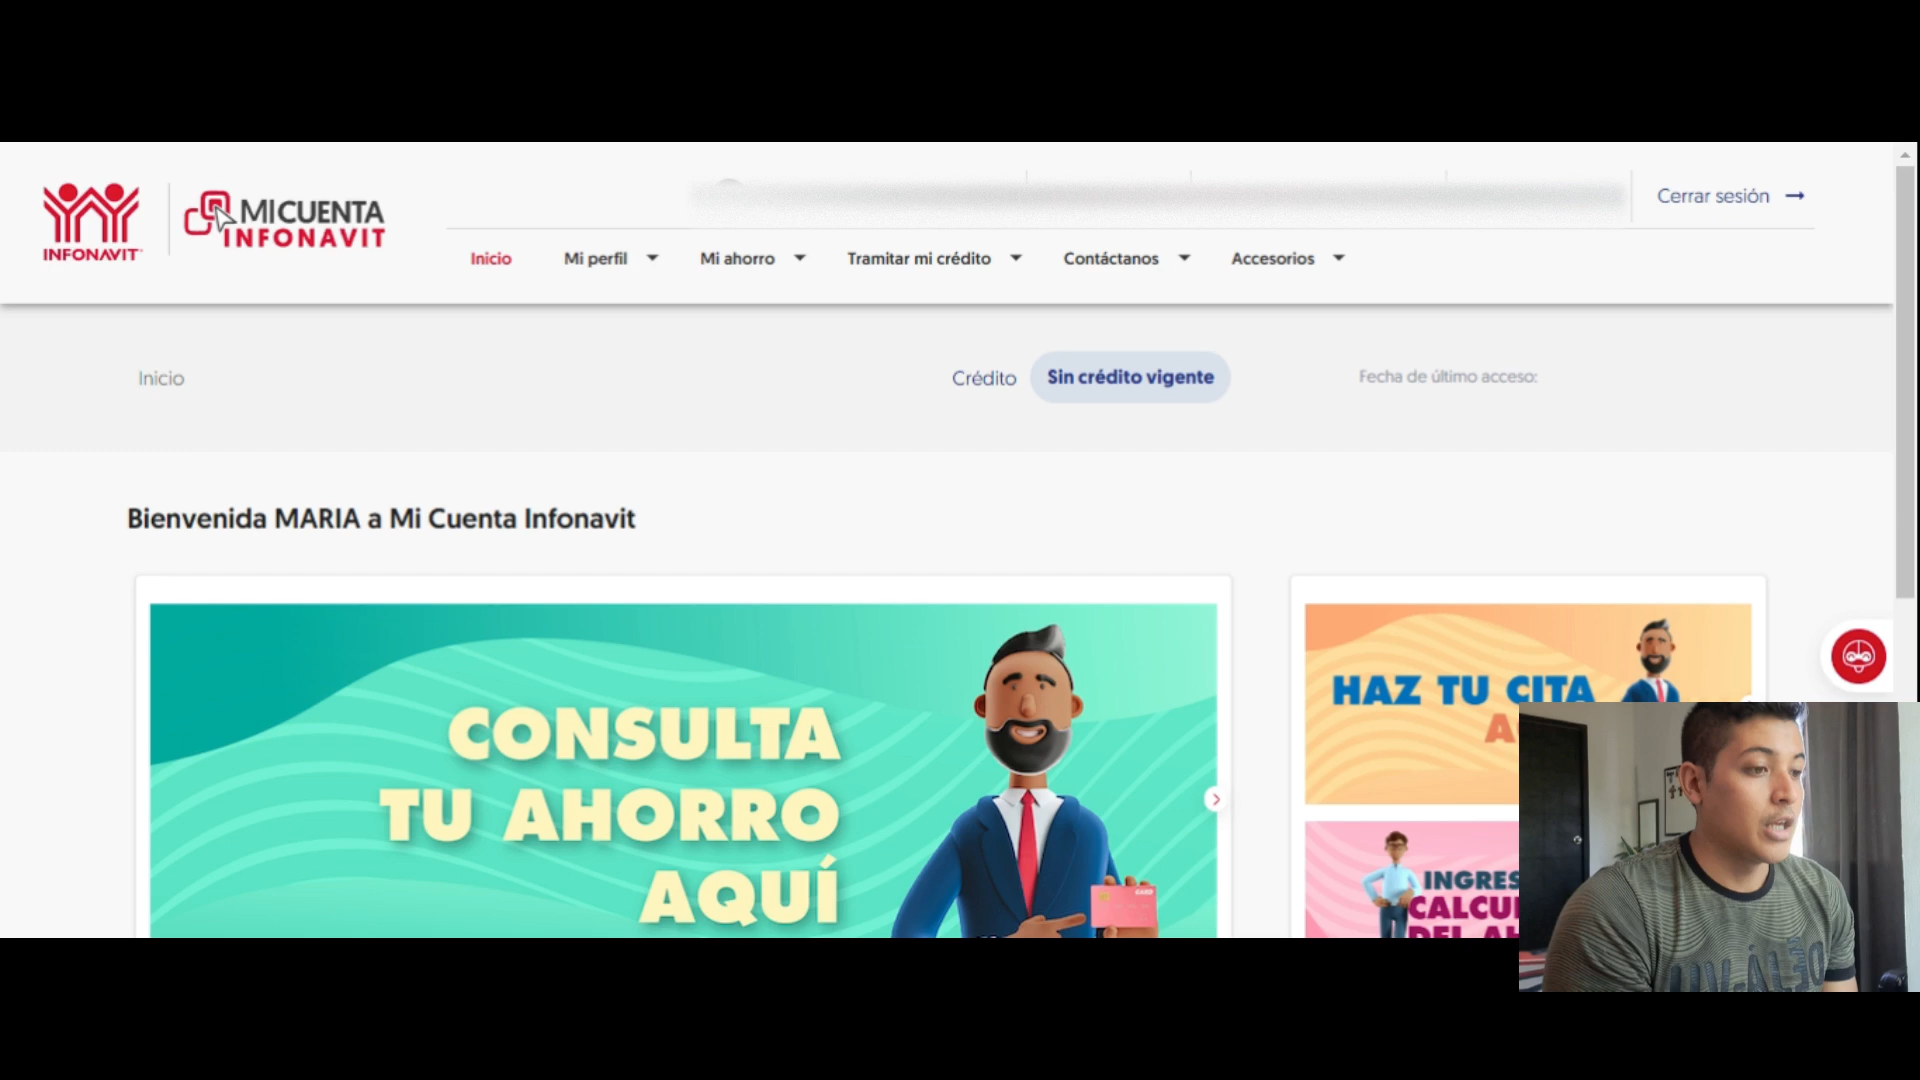 INFONAVIT
MICUENTA
INFONAVIT
Cerrar sesión
Inicio
Mi perfil
Mi ahorro
Tramitar mi crédito
Contáctanos
Accesorios
Inicio
Crédito
Sin crédito vigente
Fecha de último acceso:
Bienvenida MARIA a Mi Cuenta Infonavit
CONSULTA
TU AHORRO
AQUÍ
CARD
HAZ TU CITA